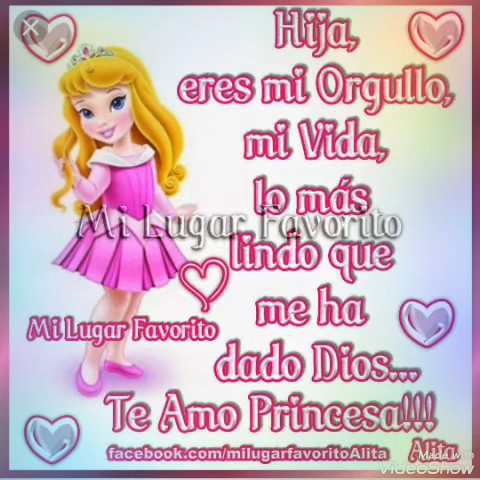 Hija,
eres mi Orgullo,
mi Vida,
lo más
Mi Lugar Favorito
lindo que
me ha
Mi Lugar Favorito
dado Dios...
Te Amo Princesa!!!
facebook.com/milugarfavoritoAlita
Alita
Made With
VideoShow